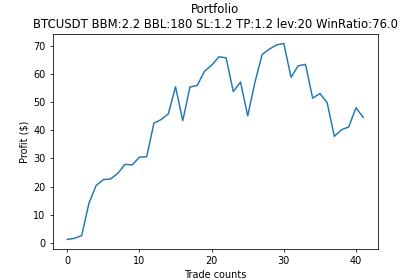 Portfolio
BTCUSDT BBM:2.2 BBL:180 SL:1.2 TP:1.2 lev:20 WinRatio:76.0
70
60
50
40
30
20
10
0
Profit ($)
0 10 20 30 40
Trade counts